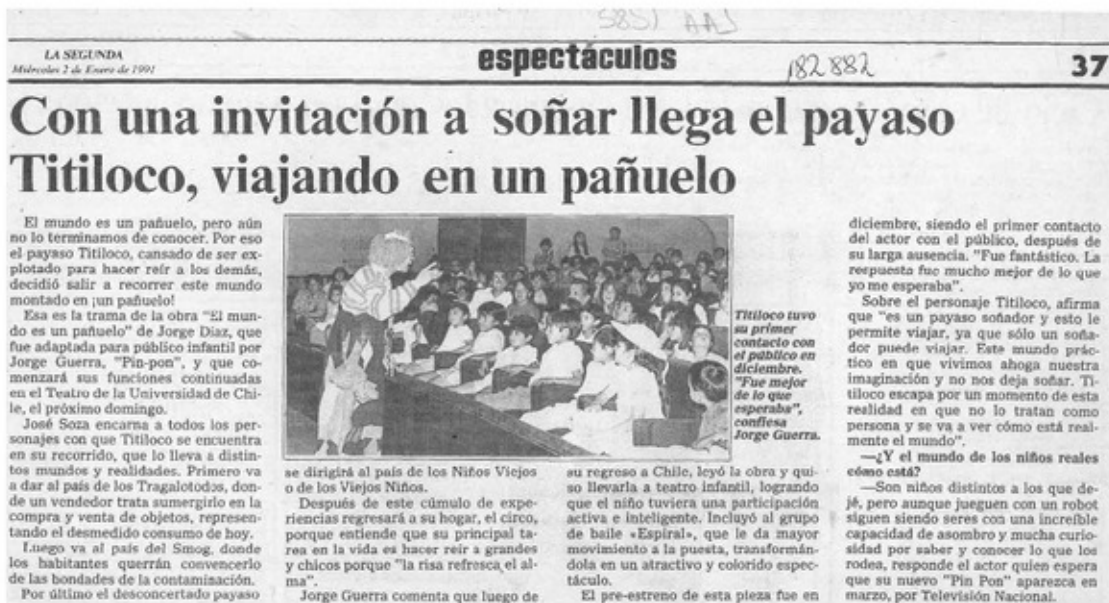 5851 AAJ
LA SEGUNDA
Miércoles 2 de Enero de 1991
espectáculos
182882
37
Con una invitación a soñar llega el payaso
Titiloco, viajando en un pañuelo
El mundo es un pañuelo, pero aún
no lo terminamos de conocer. Por eso
el payaso Titiloco, cansado de ser ex-
plotado para hacer reír a los demás,
decidió salir a recorrer este mundo
montado en ¡un pañuelo!
Esa es la trama de la obra "El mun-
do es un pañuelo" de Jorge Díaz, que
fue adaptada para público infantil por
Jorge Guerra, "Pin-pon", y que co-
menzará sus funciones continuadas
en el Teatro de la Universidad de Chi-
le, el próximo domingo.
José Soza encarna a todos los per-
sonajes con que Titiloco se encuentra
en su recorrido, que lo lleva a distin-
tos mundos y realidades. Primero va
a dar al país de los Tragalotodos, don-
de un vendedor trata sumergirlo en la
compra y venta de objetos, represen-
tando el desmedido consumo de hoy.
Luego va al país del Smog, donde
los habitantes querrán convencerlo
de las bondades de la contaminación.
Por último el desconcertado payaso
se dirigirá al país de los Niños Viejos
o de los Viejos Niños.
Después de este cúmulo de expe-
riencias regresará a su hogar, el circo,
porque entiende que su principal ta-
rea en la vida es hacer reír a grandes
y chicos porque "la risa refresca el al-
ma".
Jorge Guerra comenta que luego de
Titiloco tuvo
su primer
contacto con
el público en
diciembre.
"Fue mejor
de lo que
esperaba",
confiesa
Jorge Guerra.
su regreso a Chile, leyó la obra y qui-
so llevarla a teatro infantil, logrando
que el niño tuviera una participación
activa e inteligente. Incluyó al grupo
de baile «Espiral», que le da mayor
movimiento a la puesta, transformán-
dola en un atractivo y colorido espec-
táculo.
El pre-estreno de esta pieza fue en
diciembre, siendo el primer contacto
del actor con el público, después de
su larga ausencia. "Fue fantástico. La
respuesta fue mucho mejor de lo que
yo me esperaba".
Sobre el personaje Titiloco, afirma
que "es un payaso soñador y esto le
permite viajar, ya que sólo un soña-
dor puede viajar. Este mundo prác-
tico en que vivimos ahoga nuestra
imaginación y no nos deja soñar. Ti-
tiloco escapa por un momento de esta
realidad en que no lo tratan como
persona y se va a ver cómo está real-
mente el mundo".
—¿Y el mundo de los niños reales
cómo está?
—Son niños distintos a los que de-
jé, pero aunque jueguen con un robot
siguen siendo seres con una increíble
capacidad de asombro y mucha curio-
sidad por saber y conocer lo que los
rodea, responde el actor quien espera
que su nuevo "Pin Pon" aparezca en
marzo, por Televisión Nacional.